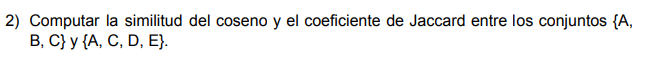 2) Computar la similitud del coseno y el coeficiente de Jaccard entre los conjuntos {A,
B, C} y {A, C, D, E}.